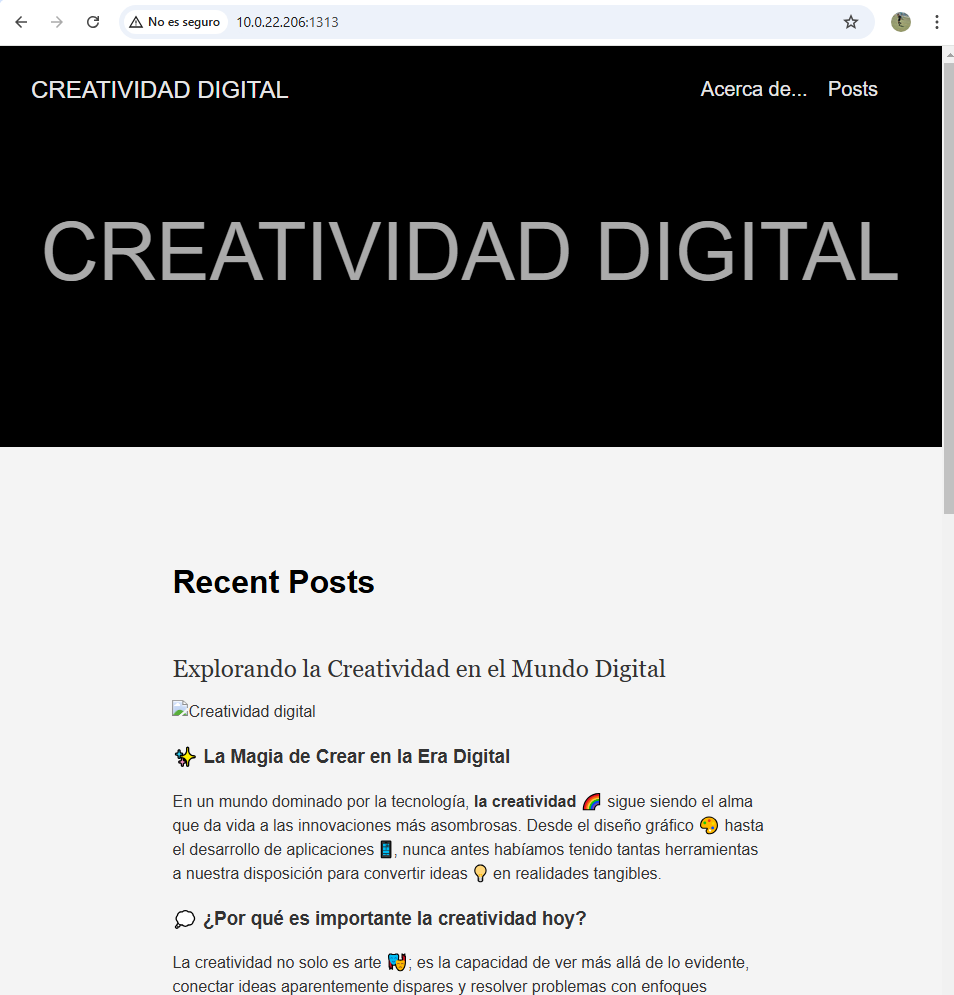 No es seguro 10.0.22.206:1313
CREATIVIDAD DIGITAL Acerca de... Posts
CREATIVIDAD DIGITAL
Recent Posts
Explorando la Creatividad en el Mundo Digital
Creatividad digital
✨ La Magia de Crear en la Era Digital
En un mundo dominado por la tecnología, la creatividad 🌈 sigue siendo el alma
que da vida a las innovaciones más asombrosas. Desde el diseño gráfico 🎨 hasta
el desarrollo de aplicaciones 📱, nunca antes habíamos tenido tantas herramientas
a nuestra disposición para convertir ideas 💡 en realidades tangibles.
💭 ¿Por qué es importante la creatividad hoy?
La creatividad no solo es arte 🎭; es la capacidad de ver más allá de lo evidente,
conectar ideas aparentemente dispares y resolver problemas con enfoques